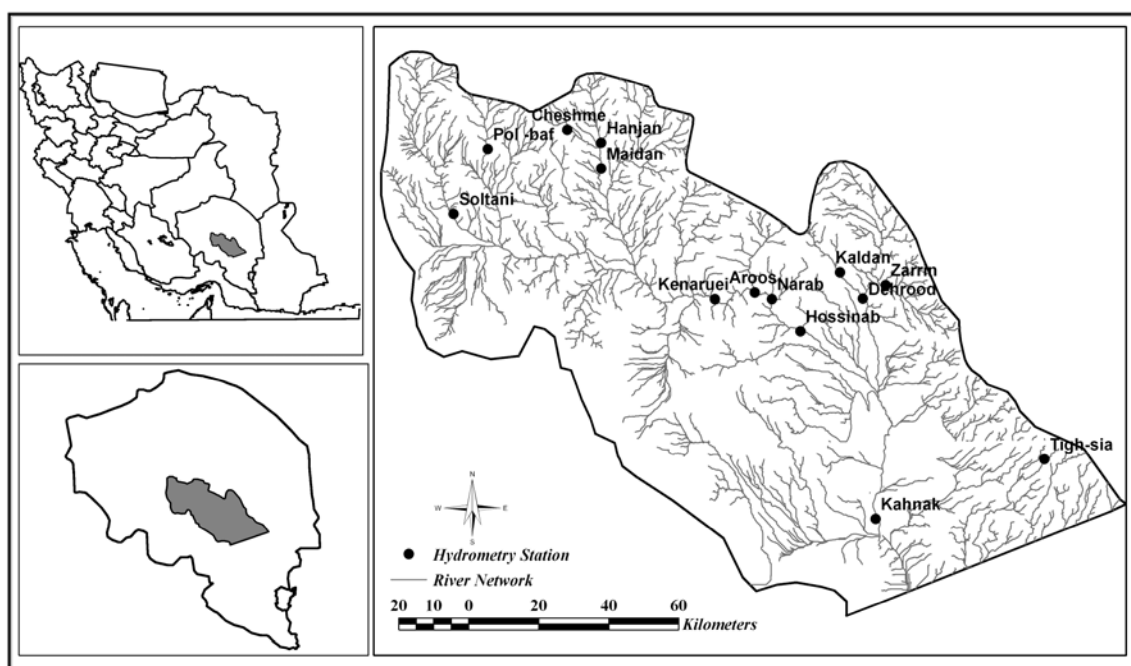 Cheshme
Hanjan
Pol -baf
Maidan
Soltani
Kaldan
Zarrin
Kenaruei
Aroos
Narab
Dehrood
Hossinab
Tigh-sia
Kahnak
N
W E
S
Hydrometry Station
River Network
20 10 0 20 40 60
Kilometers